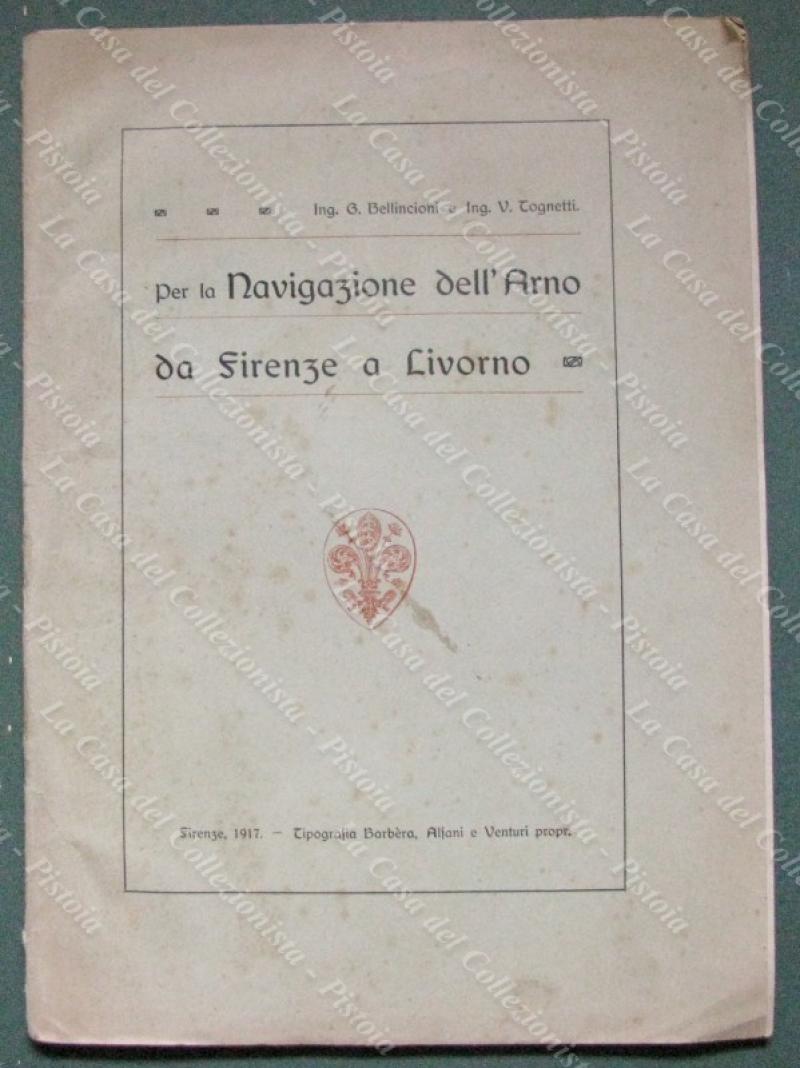 Ing. G. Bellincioni e Ing. V. Tognetti.
Per la Navigazione dell'Arno
da Firenze a Livorno
Firenze, 1917. — Tipografia Barbèra, Alfani e Venturi propr.
La Casa del Collezionista - Pistoia